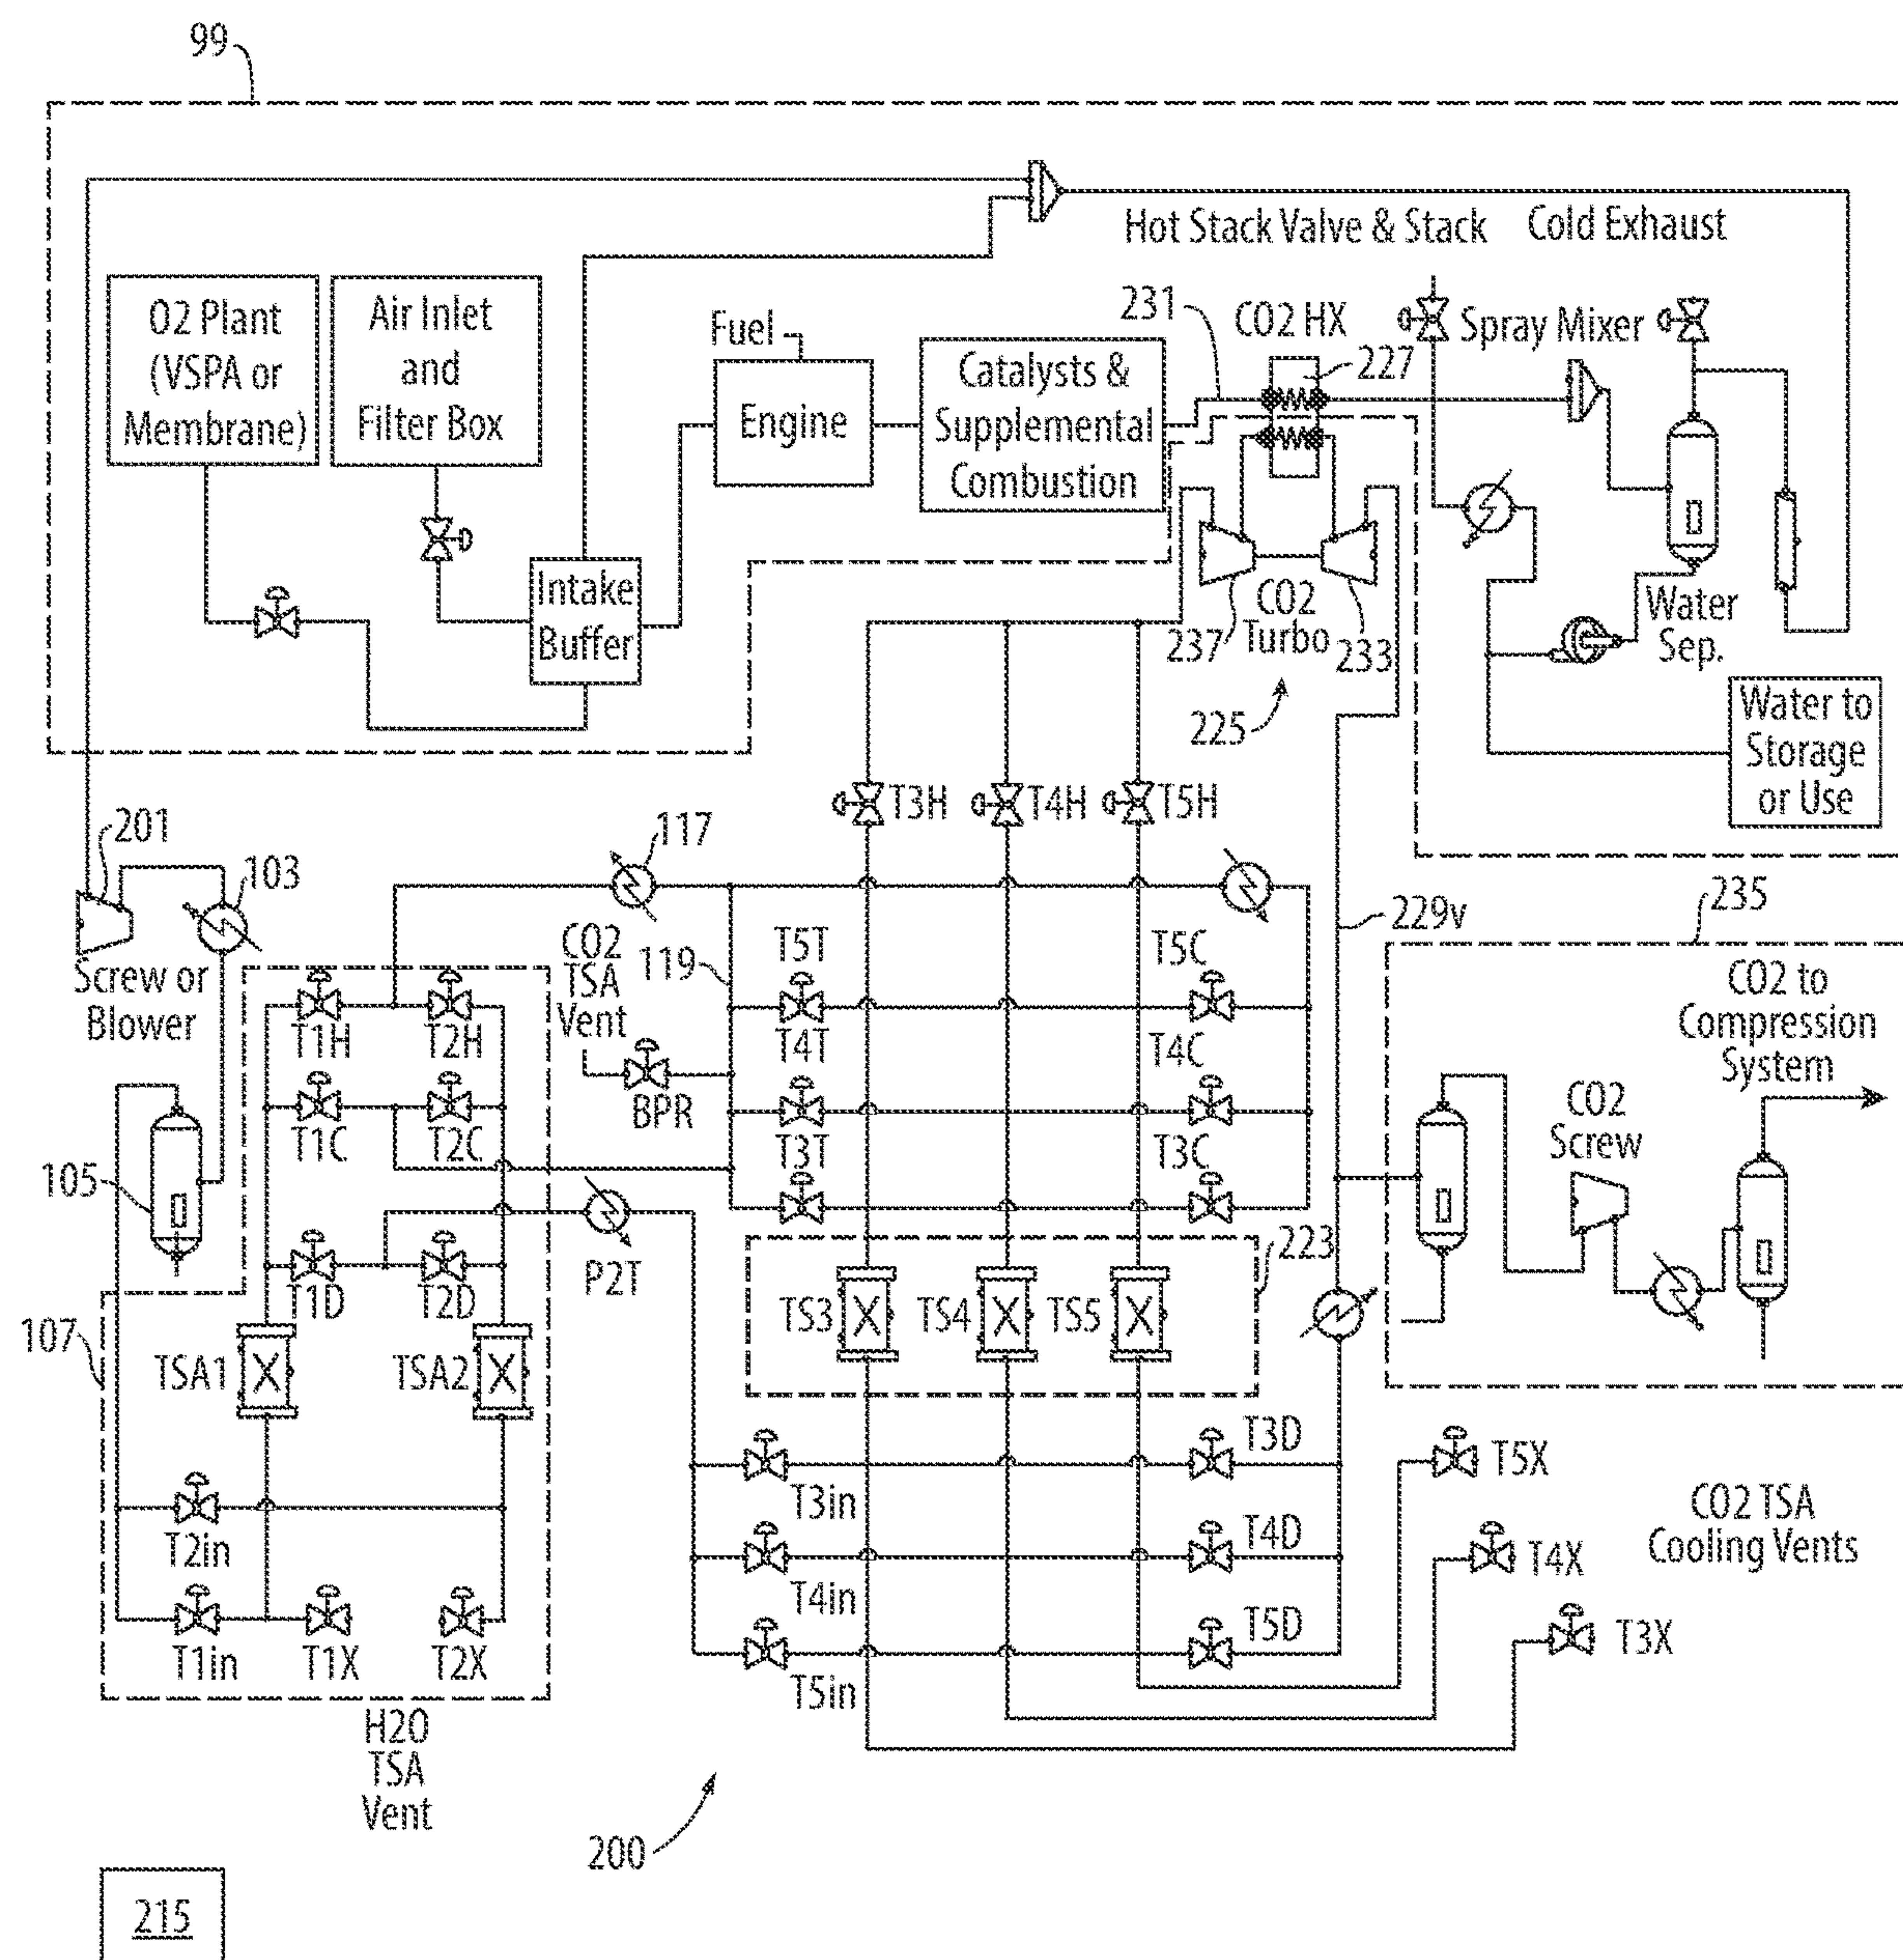 99
Hot Stack Valve & Stack
Cold Exhaust
O2 Plant
(VSPA or
Membrane)
Air Inlet
and
Filter Box
Fuel
Engine
Catalysts &
Supplemental
Combustion
231
CO2 HX
227
Spray Mixer
Intake
Buffer
237
CO2
Turbo
233
225
Water
Sep.
Water to
Storage
or Use
T3H
T4H
T5H
201
103
Screw or
Blower
117
119
229v
235
CO2
TSA
Vent
BPR
T5T
T4T
T3T
T5C
T4C
T3C
T1H
T2H
T1C
T2C
105
T1D
T2D
P2T
107
TSA1
TSA2
223
TS3
TS4
TS5
CO2 to
Compression
System
CO2
Screw
T2in
T1in
T1X
T2X
H2O
TSA
Vent
T3in
T4in
T5in
T3D
T4D
T5D
T5X
T4X
T3X
CO2 TSA
Cooling Vents
200
215